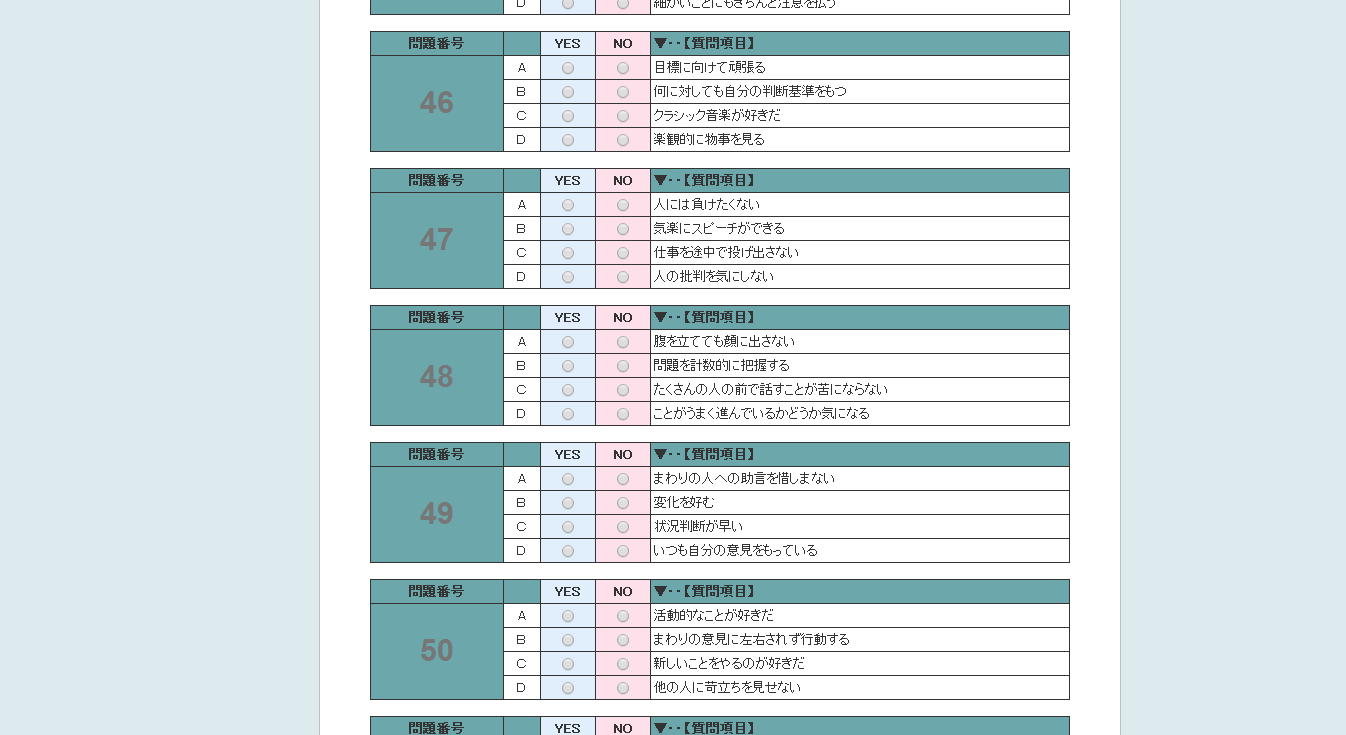 D 細かいことにもきちんと注意を払う
問題番号 YES NO ▼--【質問項目】
46
A 目標に向けて頑張る
B 何に対しても自分の判断基準をもつ
C クラシック音楽が好きだ
D 楽観的に物事を見る
問題番号 YES NO ▼--【質問項目】
47
A 人には負けたくない
B 気楽にスピーチができる
C 仕事を途中で投げ出さない
D 人の批判を気にしない
問題番号 YES NO ▼--【質問項目】
48
A 腹を立てても顔に出さない
B 問題を計数的に把握する
C たくさんの人の前で話すことが苦にならない
D ことがうまく進んでいるかどうか気になる
問題番号 YES NO ▼--【質問項目】
49
A まわりの人への助言を惜しまない
B 変化を好む
C 状況判断が早い
D いつも自分の意見をもっている
問題番号 YES NO ▼--【質問項目】
50
A 活動的なことが好きだ
B まわりの意見に左右されず行動する
C 新しいことをやるのが好きだ
D 他の人に苛立ちを見せない
問題番号 YES NO ▼--【質問項目】